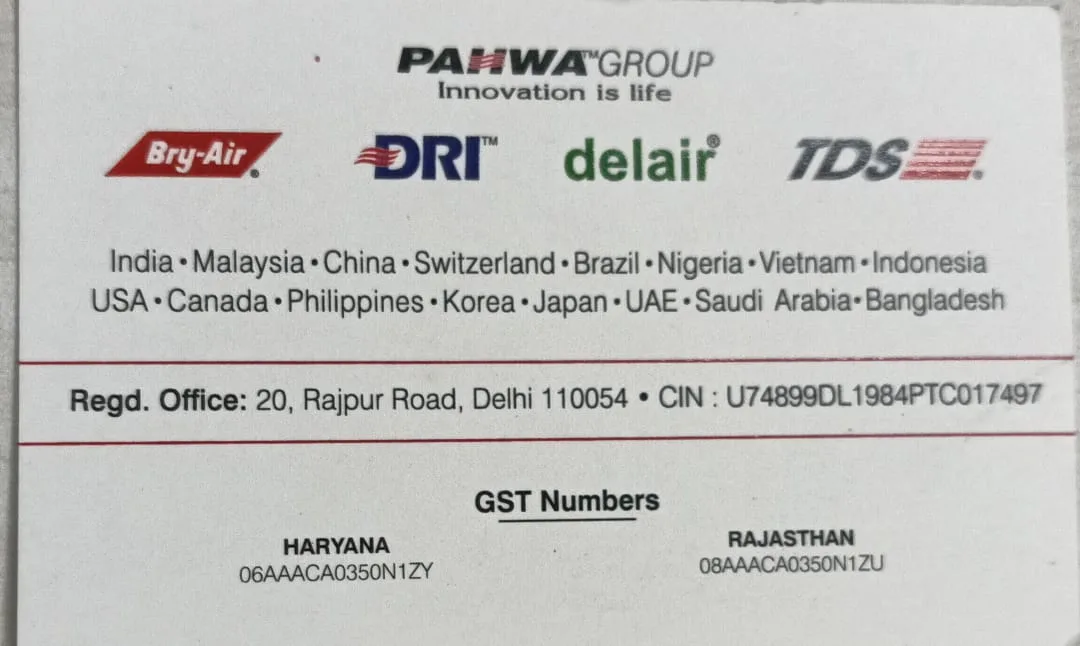 PAHWA™GROUP
Innovation is life
Bry-Air® DRI™ delair® TDS®
India • Malaysia • China • Switzerland • Brazil • Nigeria • Vietnam • Indonesia
USA • Canada • Philippines • Korea • Japan • UAE • Saudi Arabia • Bangladesh
Regd. Office: 20, Rajpur Road, Delhi 110054 • CIN : U74899DL1984PTC017497
GST Numbers
HARYANA RAJASTHAN
06AAACA0350N1ZY 08AAACA0350N1ZU